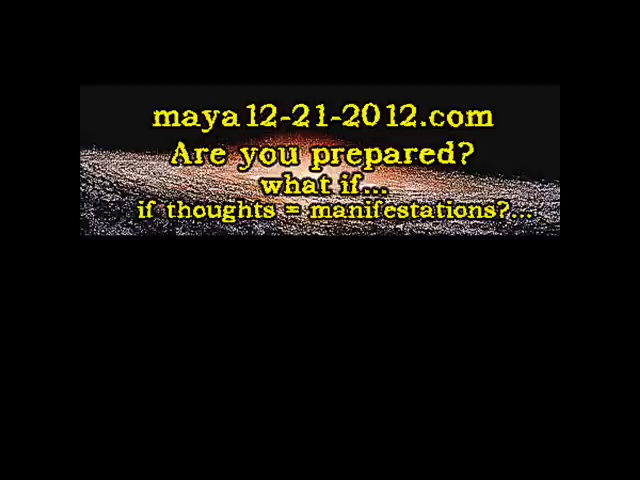 maya12-21-2012.com
Are you prepared?
what if...
if thoughts = manifestations?...